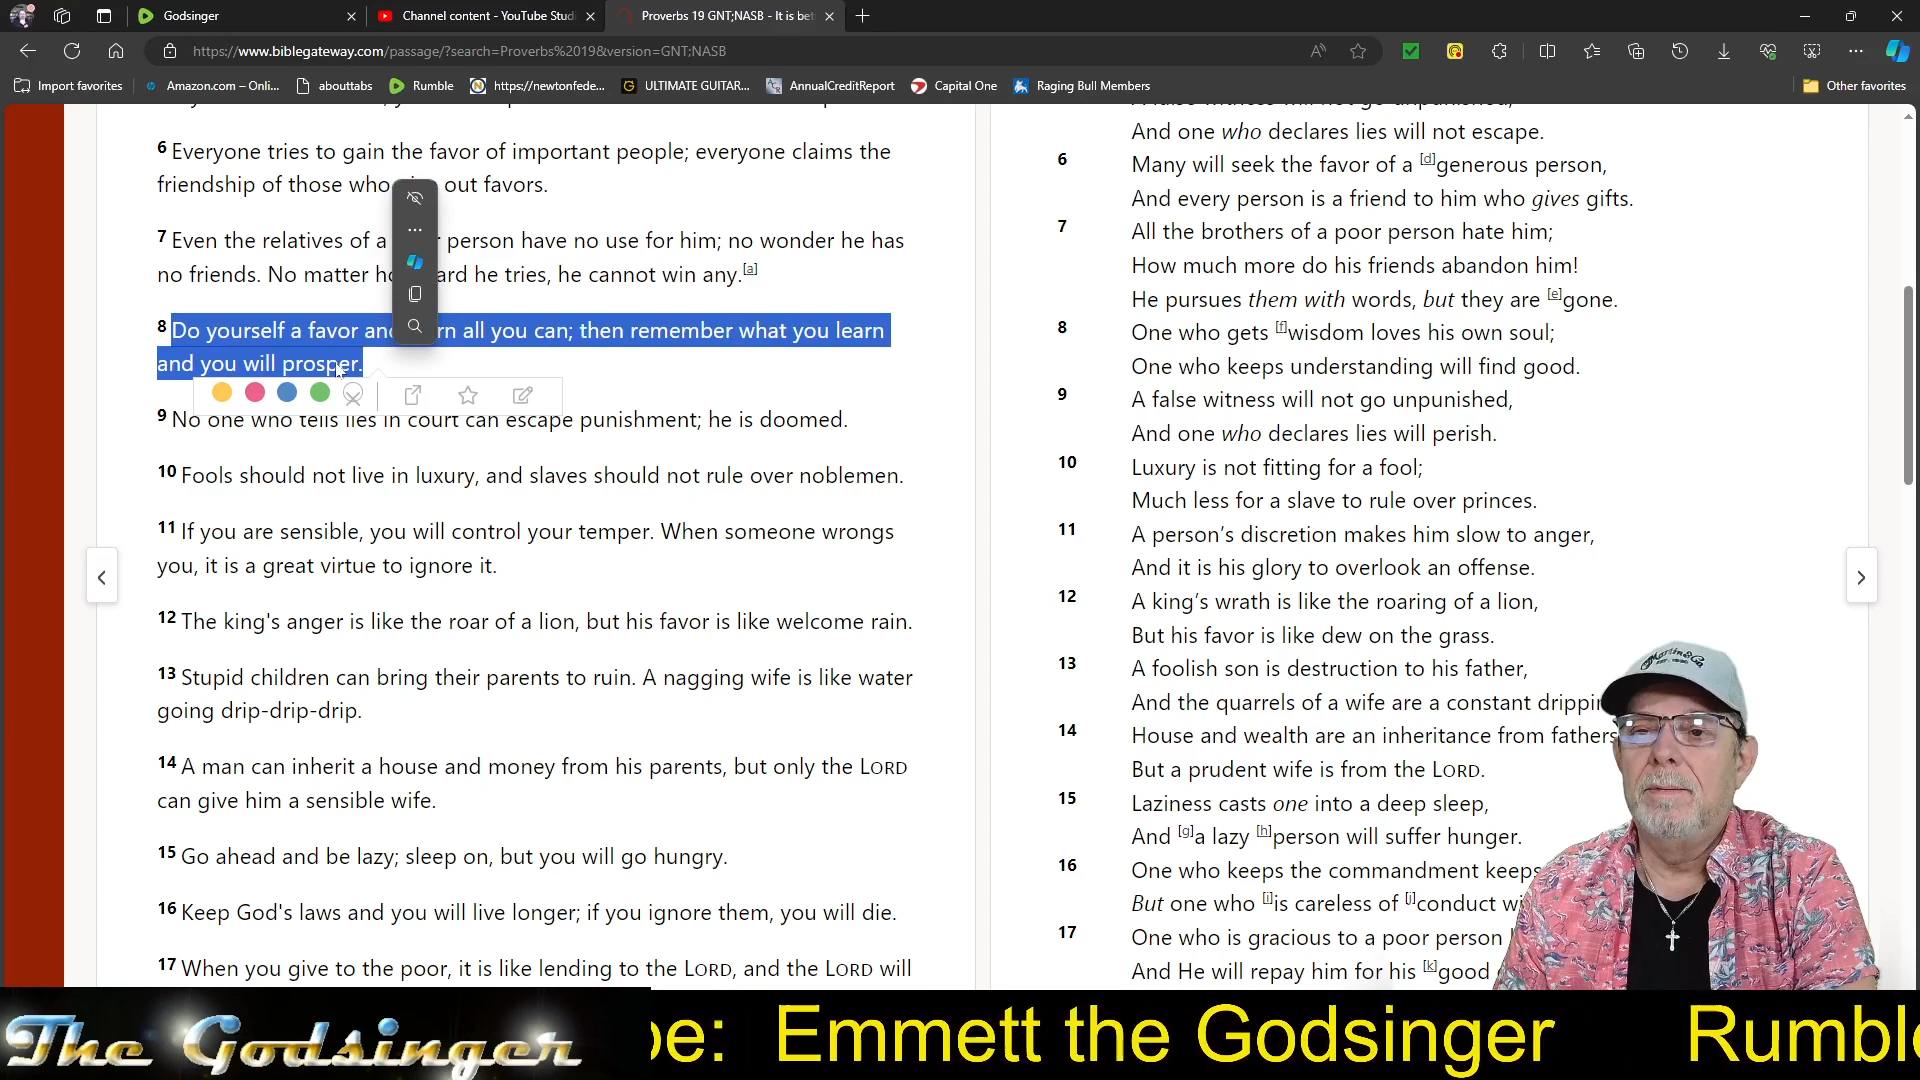 Godsinger
Channel content - YouTube Studi
Proverbs 19 GNT;NASB - It is bet
https://www.biblegateway.com/passage/?search=Proverbs%2019&version=GNT;NASB
Import favorites
Amazon.com – Onli...
abouttabs
Rumble
https://newtonfede...
ULTIMATE GUITAR...
AnnualCreditReport
Capital One
Raging Bull Members
Other favorites
6 Everyone tries to gain the favor of important people; everyone claims the
friendship of those who out favors.
7 Even the relatives of a person have no use for him; no wonder he has
no friends. No matter he tries, he cannot win any.[a]
8 Do yourself a favor and all you can; then remember what you learn
and you will prosper.
9 No one who tells lies in court can escape punishment; he is doomed.
10 Fools should not live in luxury, and slaves should not rule over noblemen.
11 If you are sensible, you will control your temper. When someone wrongs
you, it is a great virtue to ignore it.
12 The king's anger is like the roar of a lion, but his favor is like welcome rain.
13 Stupid children can bring their parents to ruin. A nagging wife is like water
going drip-drip-drip.
14 A man can inherit a house and money from his parents, but only the LORD
can give him a sensible wife.
15 Go ahead and be lazy; sleep on, but you will go hungry.
16 Keep God's laws and you will live longer; if you ignore them, you will die.
17 When you give to the poor, it is like lending to the LORD, and the LORD will
A false witness will not go unpunished,
And one who declares lies will not escape.
6 Many will seek the favor of a [d]generous person,
And every person is a friend to him who gives gifts.
7 All the brothers of a poor person hate him;
How much more do his friends abandon him!
He pursues them with words, but they are [e]gone.
8 One who gets [f]wisdom loves his own soul;
One who keeps understanding will find good.
9 A false witness will not go unpunished,
And one who declares lies will perish.
10 Luxury is not fitting for a fool;
Much less for a slave to rule over princes.
11 A person's discretion makes him slow to anger,
And it is his glory to overlook an offense.
12 A king's wrath is like the roaring of a lion,
But his favor is like dew on the grass.
13 A foolish son is destruction to his father,
And the quarrels of a wife are a constant drippi
14 House and wealth are an inheritance from fathers
But a prudent wife is from the LORD.
15 Laziness casts one into a deep sleep,
And [g]a lazy [h]person will suffer hunger.
16 One who keeps the commandment keeps
But one who [i]is careless of [j]conduct wi
17 One who is gracious to a poor person
And He will repay him for his [k]good
Martin & Co
The Godsinger
be: Emmett the Godsinger Rumbl